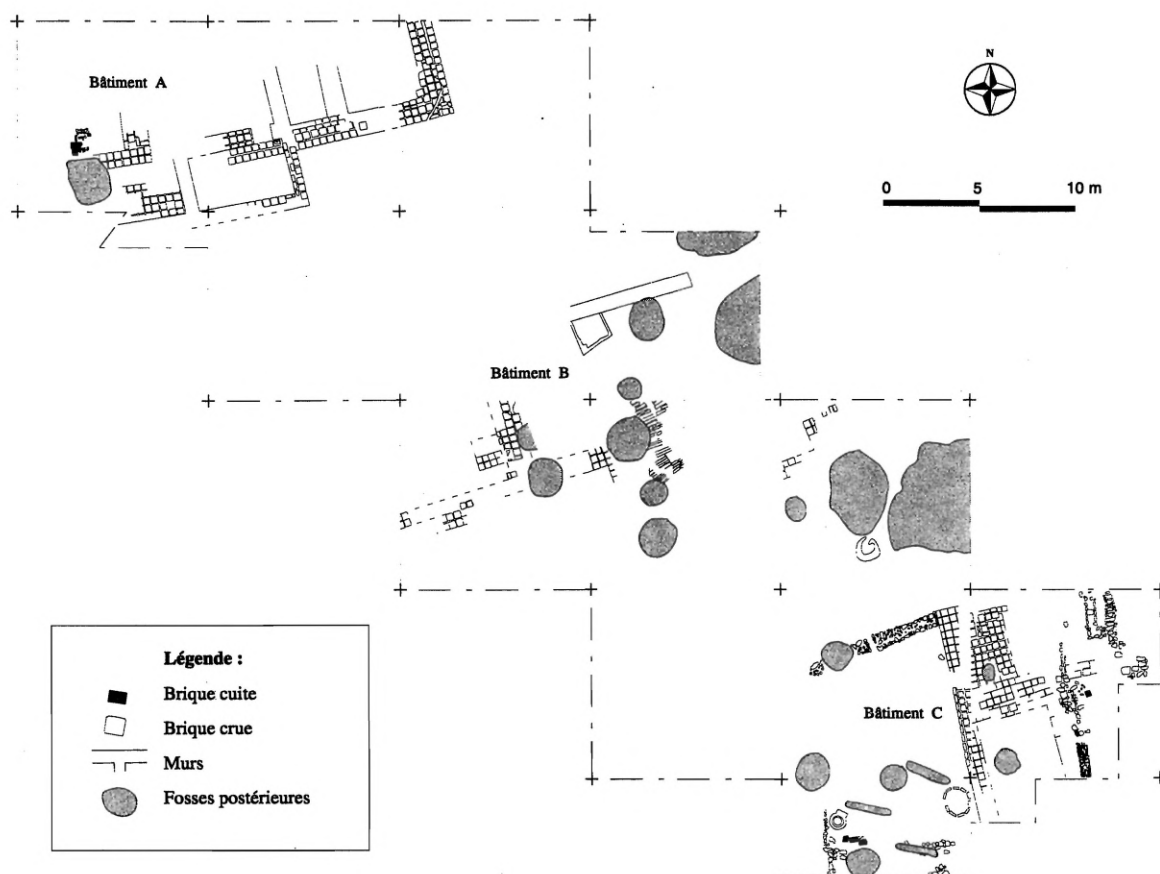 Bâtiment A
N
0 5 10 m
Bâtiment B
Bâtiment C
Légende :
Brique cuite
Brique crue
Murs
Fosses postérieures